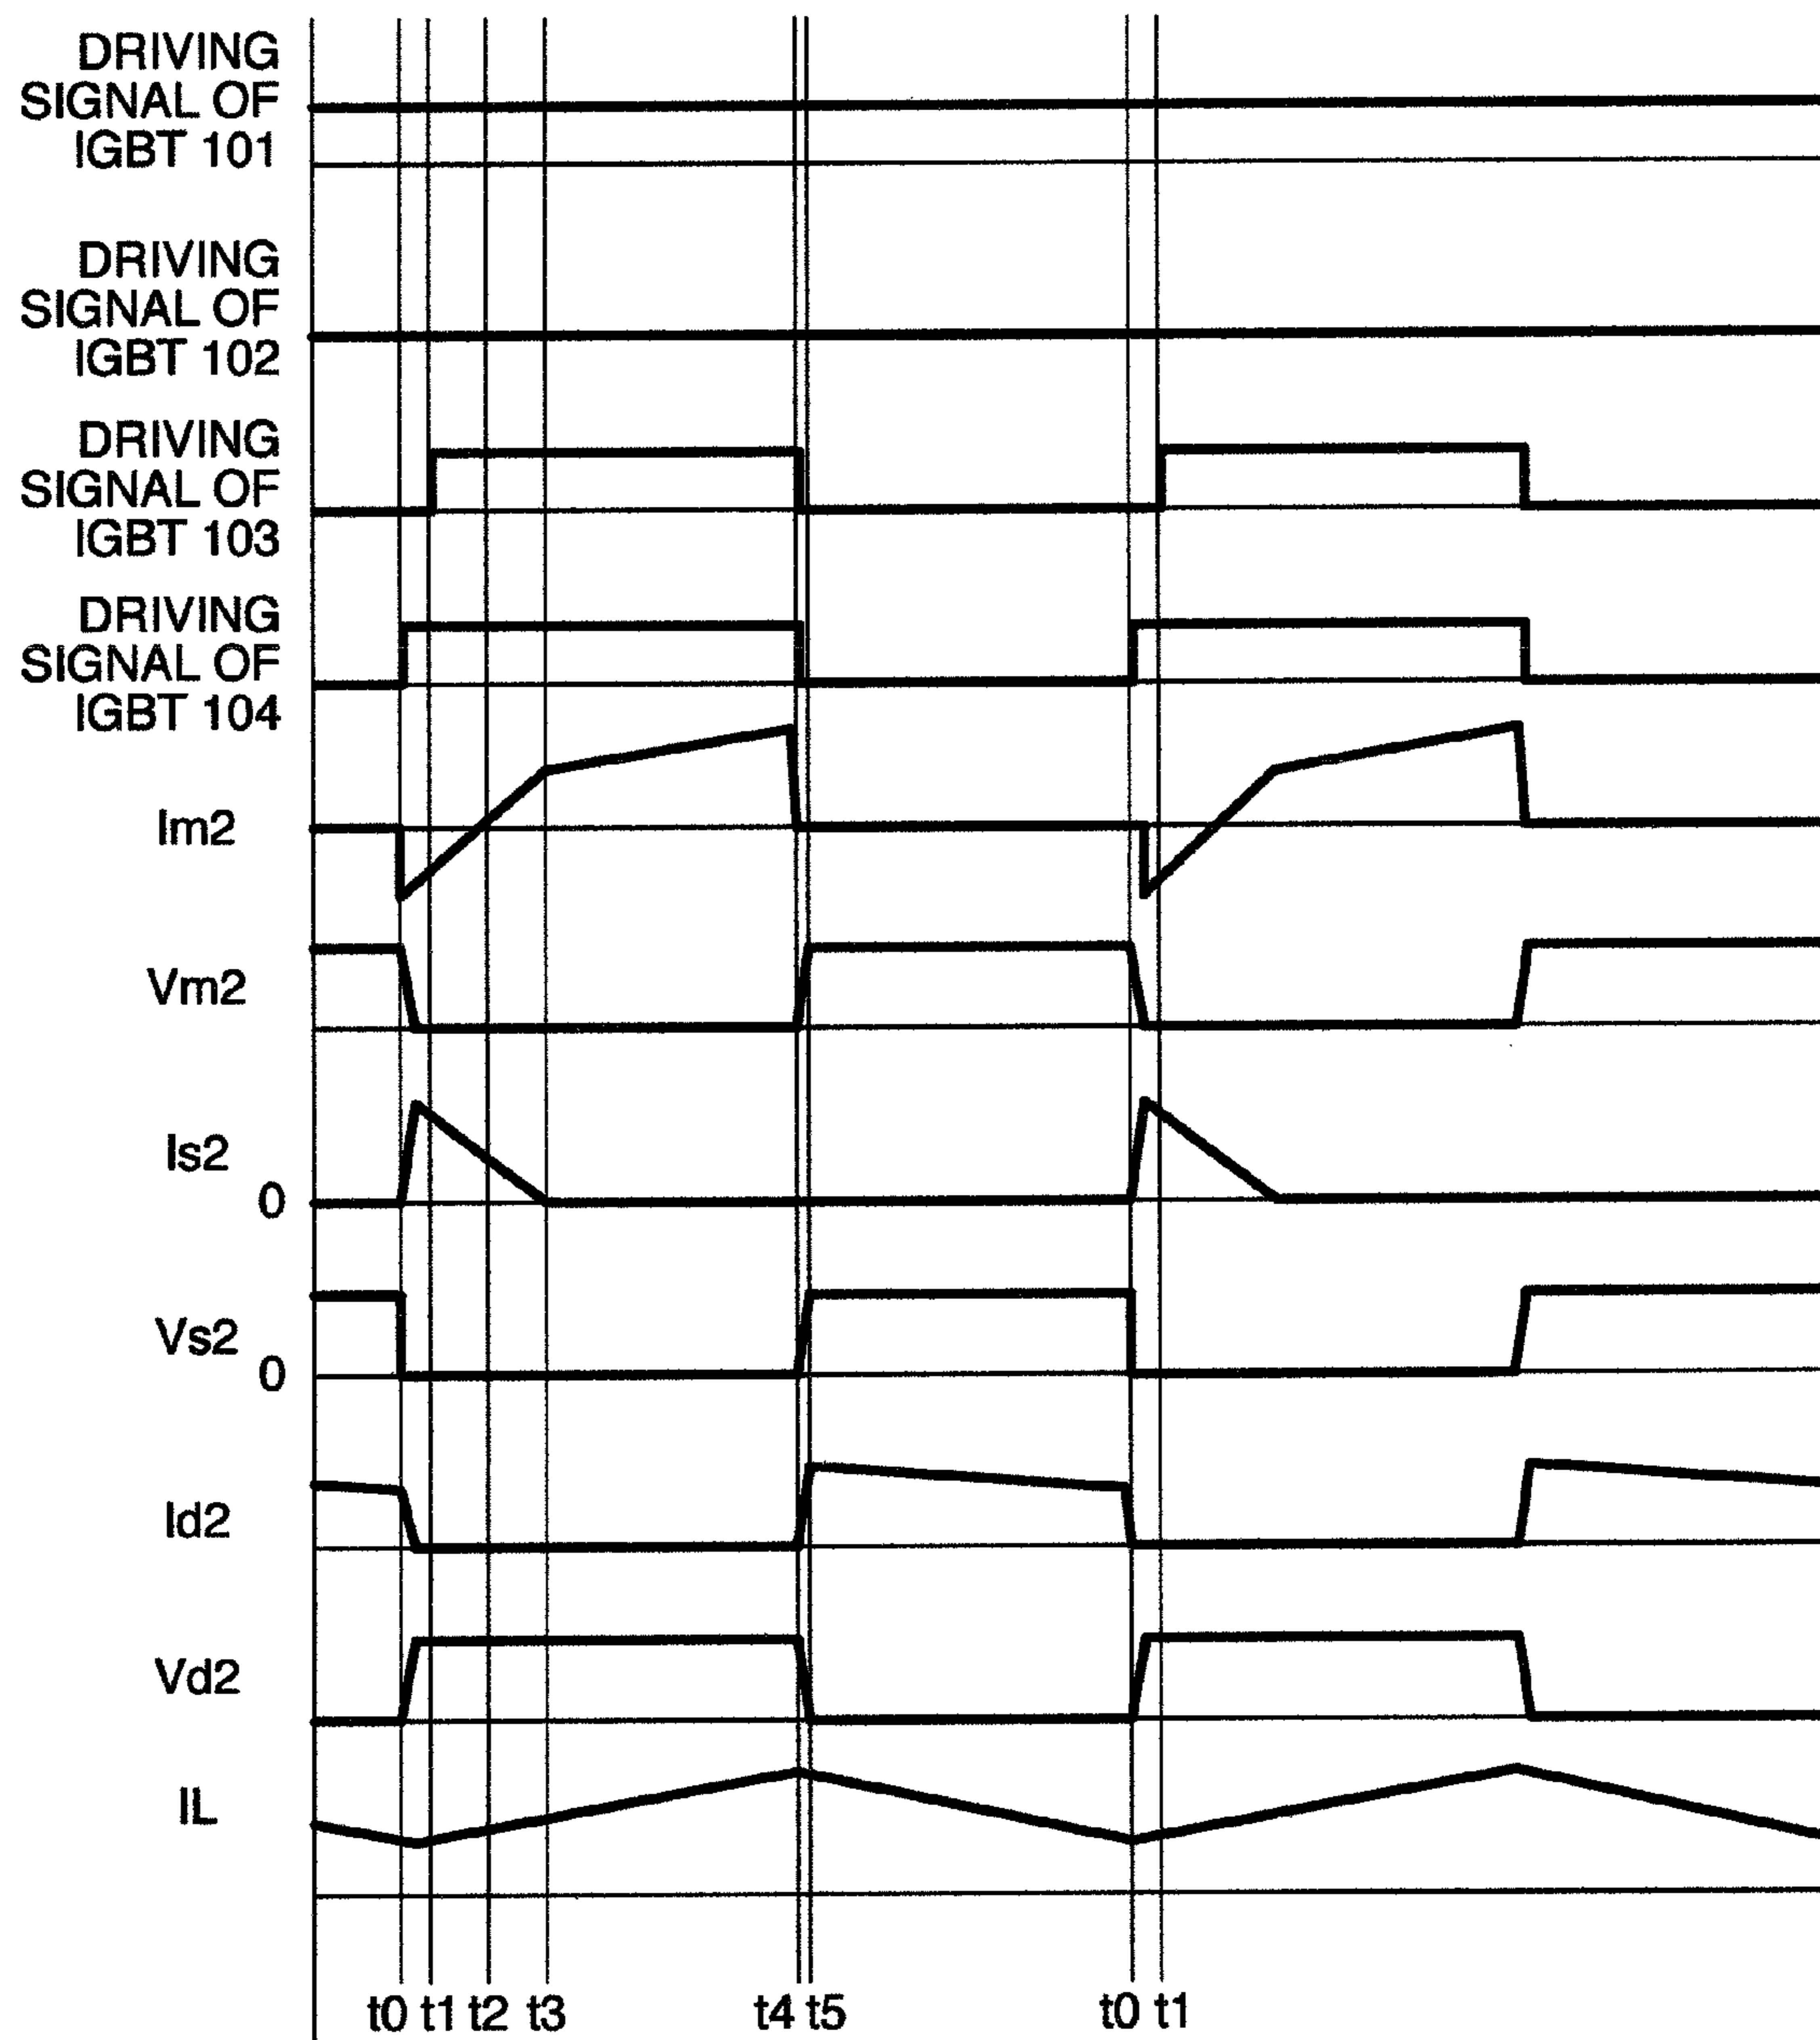 DRIVING
SIGNAL OF
IGBT 101
DRIVING
SIGNAL OF
IGBT 102
DRIVING
SIGNAL OF
IGBT 103
DRIVING
SIGNAL OF
IGBT 104
Im2
Vm2
Is2
0
Vs2
0
Id2
Vd2
IL
t0 t1 t2 t3 t4 t5 t0 t1